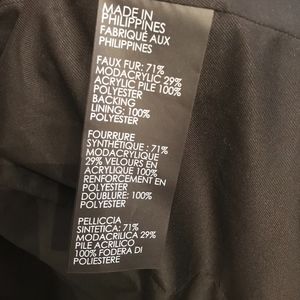 MADE IN
PHILIPPINES
FABRIQUÉ AUX
PHILIPPINES
FAUX FUR: 71%
MODACRYLIC 29%
ACRYLIC PILE 100%
POLYESTER
BACKING
LINING: 100%
POLYESTER
FOURRURE
SYNTHÉTIQUE : 71%
MODACRYLIQUE
29% VELOURS EN
ACRYLIQUE 100%
RENFORCEMENT EN
POLYESTER
DOUBLURE: 100%
POLYESTER
PELLICCIA
SINTETICA: 71%
MODACRILICA 29%
PILE ACRILICO
100% FODERA DI
POLIESTERE